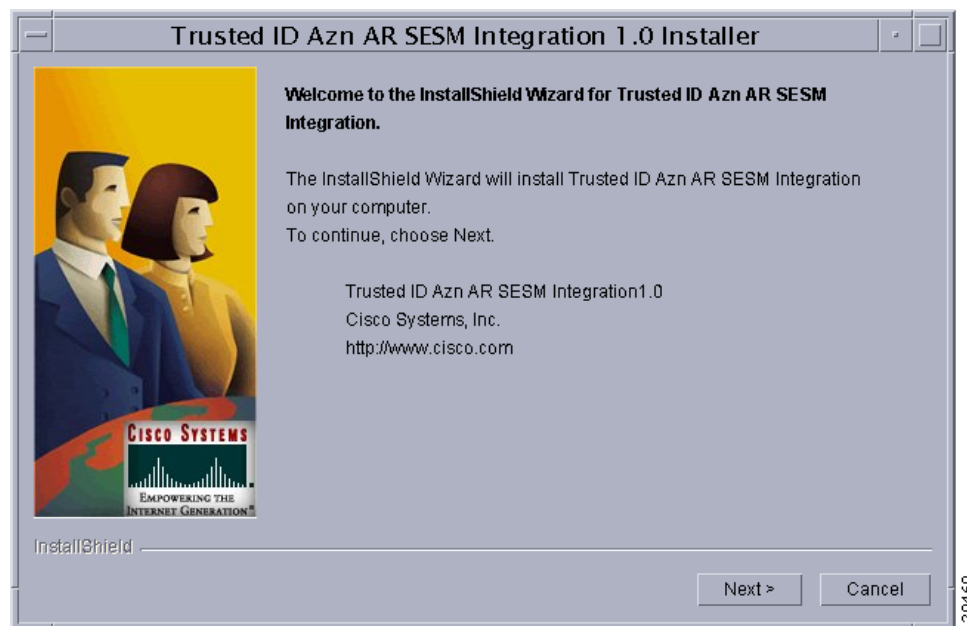 Trusted ID Azn AR SESM Integration 1.0 Installer
Welcome to the InstallShield Wizard for Trusted ID Azn AR SESM
Integration.
The InstallShield Wizard will install Trusted ID Azn AR SESM Integration
on your computer.
To continue, choose Next.
Trusted ID Azn AR SESM Integration1.0
Cisco Systems, Inc.
http://www.cisco.com
CISCO SYSTEMS
EMPOWERING THE
INTERNET GENERATION
InstallShield
Next >
Cancel